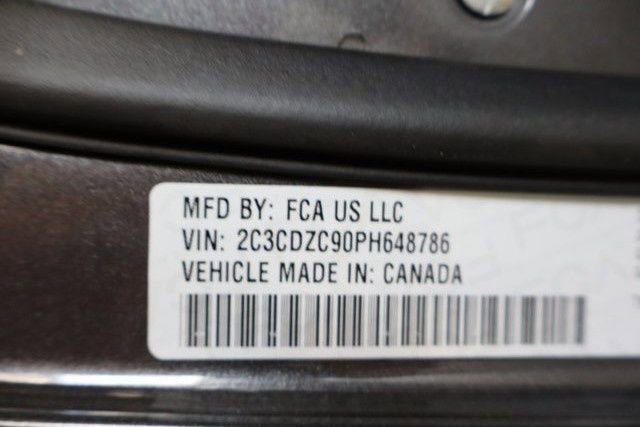 MFD BY: FCA US LLC
VIN: 2C3CDZC90PH648786
VEHICLE MADE IN: CANADA